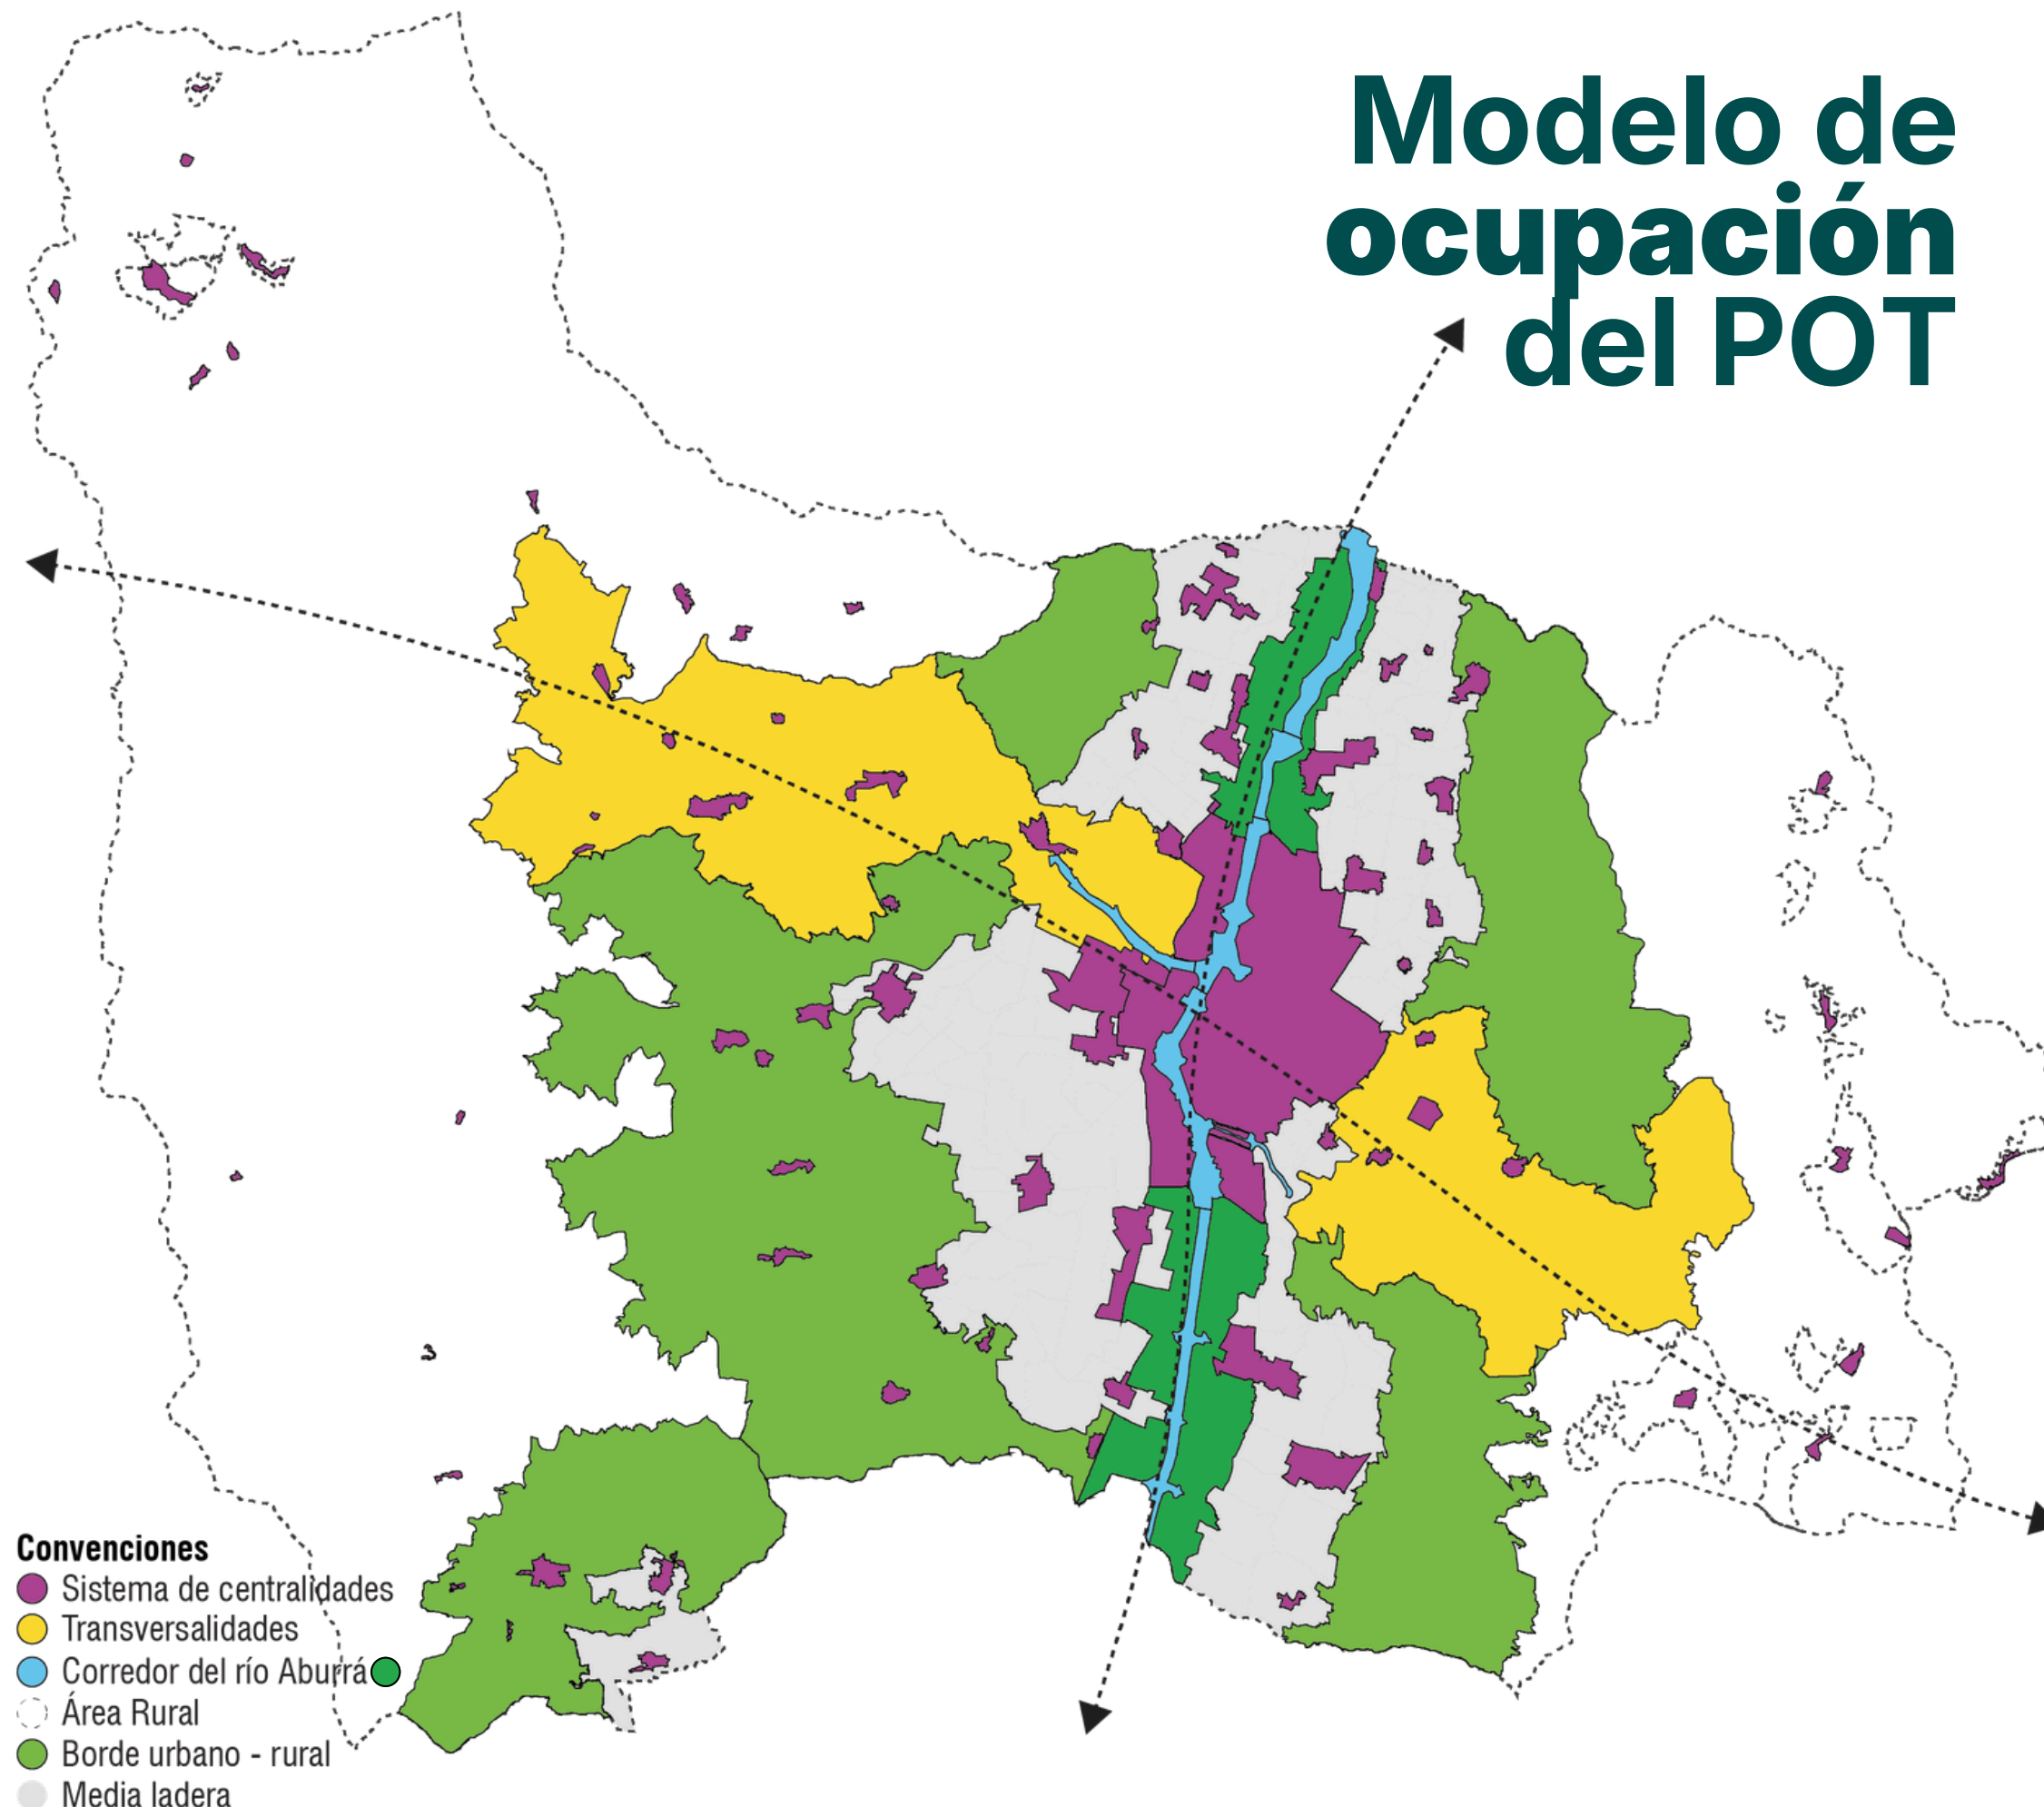 Modelo de
ocupación
del POT
Convenciones
Sistema de centralidades
Transversalidades
Corredor del río Aburrá
Área Rural
Borde urbano - rural
Media ladera